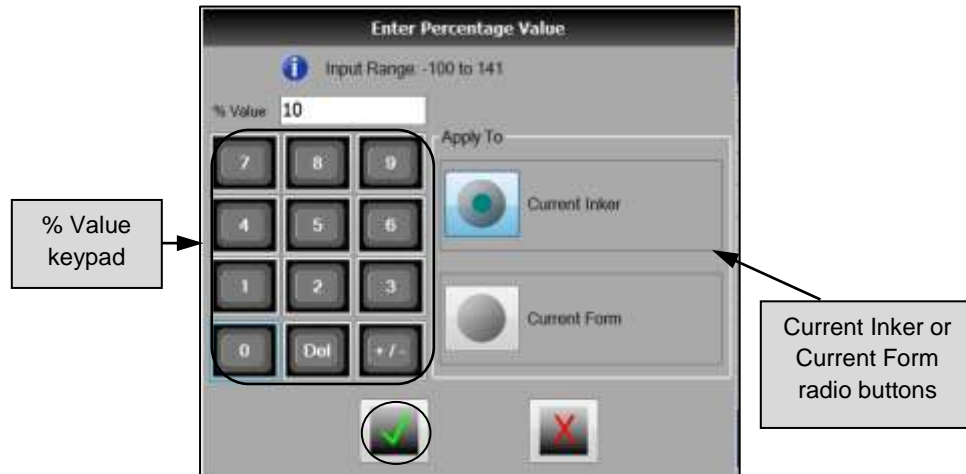 Enter Percentage Value
Input Range: -100 to 141
% Value 10
Apply To
7 8 9
4 5 6
1 2 3
0 Del + / -
Current Inker
Current Form
% Value
keypad
Current Inker or
Current Form
radio buttons